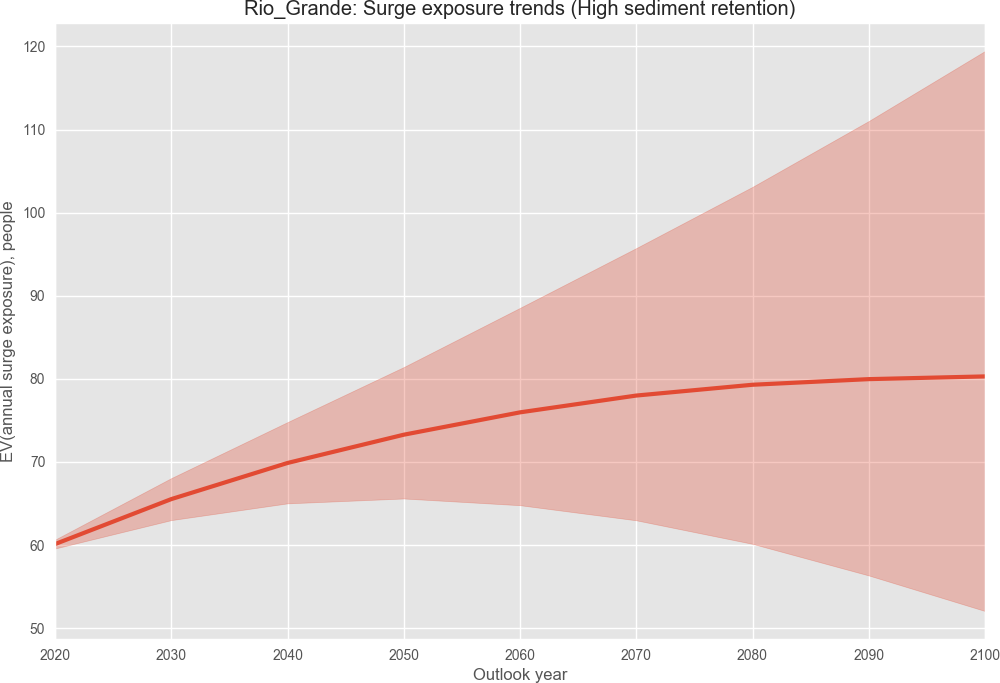 Rio_Grande: Surge exposure trends (High sediment retention)
EV(annual surge exposure), people
120
110
100
90
80
70
60
50
2020 2030 2040 2050 2060 2070 2080 2090 2100
Outlook year